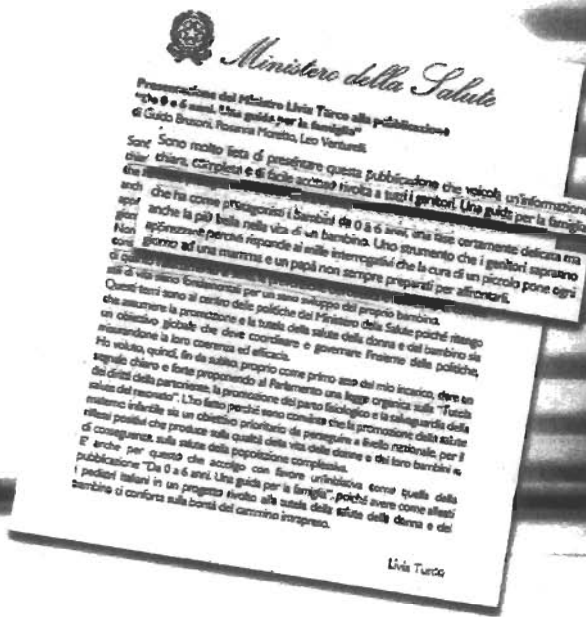 Ministero della Salute
Presentazione del Ministro Livia Turco alla pubblicazione
"Da 0 a 6 anni. Una guida per la famiglia"
di Guido Brusoni, Rosanna Moretto, Leo Venturelli.
Sono molto lieta di presentare questa pubblicazione che veicola un'informazione
chiara, completa e di facile accesso rivolta a tutti i genitori. Una guida per la famiglia
che ha come protagonisti i bambini da 0 a 6 anni, una fase certamente delicata ma
anche la più bella nella vita di un bambino. Uno strumento che i genitori sapranno
apprezzare perché risponde ai mille interrogativi che la cura di un piccolo pone ogni
giorno ad una mamma e un papà non sempre preparati per affrontarli.
stili di vita siano fondamentali per un sano sviluppo del proprio bambino.
Questi temi sono al centro delle politiche del Ministero della Salute poiché ritengo
che assumere la promozione e la tutela della salute della donna e del bambino sia
un obiettivo globale che deve coordinare e governare l'insieme delle politiche,
misurandone la loro coerenza ed efficacia.
Ho voluto, quindi, fin da subito, proprio come primo atto del mio incarico, dare un
segnale chiaro e forte proponendo al Parlamento una legge organica sulla "Tutela
dei diritti della partoriente, la promozione del parto fisiologico e la salvaguardia della
salute del neonato". L'ho fatto perché sono convinta che la promozione della salute
materno infantile sia un obiettivo prioritario da perseguire a livello nazionale, per i
riflessi positivi che produce sulla qualità della vita delle donne e dei loro bambini e,
di conseguenza, sulla salute della popolazione complessiva.
E' anche per questo che accolgo con favore un'iniziativa come quella della
pubblicazione "Da 0 a 6 anni. Una guida per la famiglia", poiché avere come alleati
i pediatri italiani in un progetto rivolto alla tutela della salute della donna e del
bambino ci conforta sulla bontà del cammino intrapreso.
Livia Turco